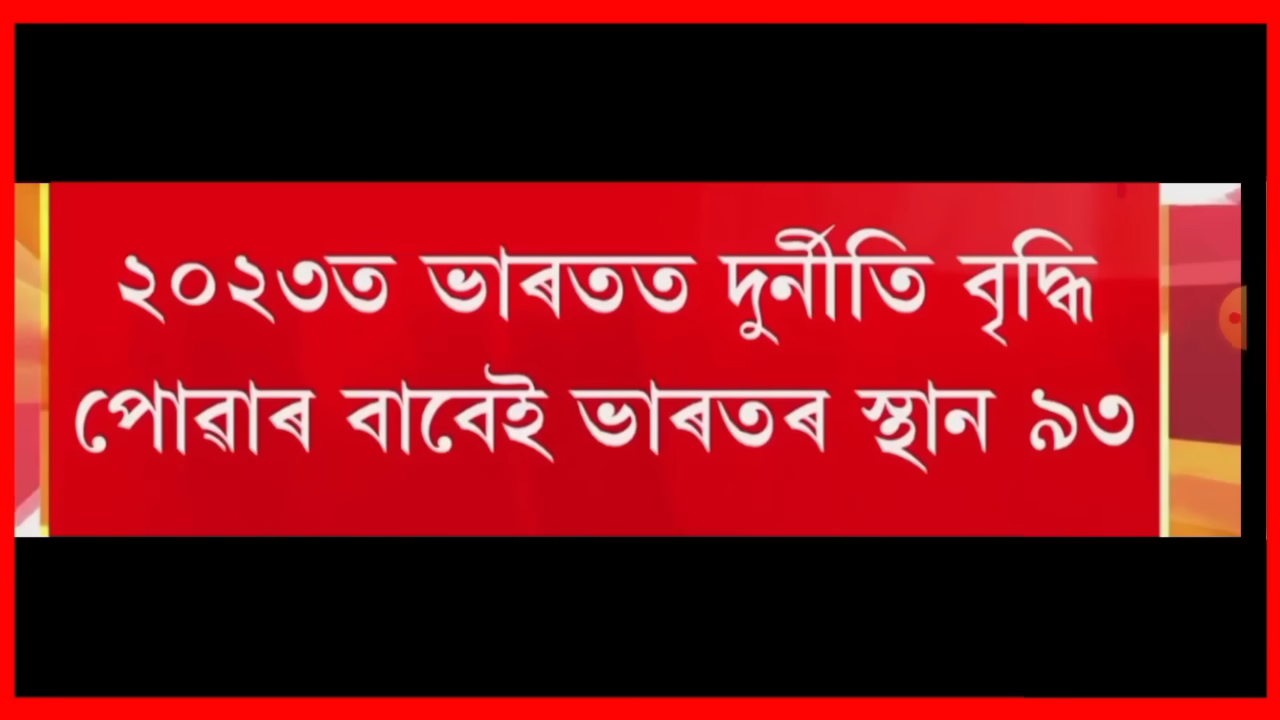 ২০২৩ত ভাৰতত দুৰ্নীতি বৃদ্ধি
পোৱাৰ বাবেই ভাৰতৰ স্থান ৯৩